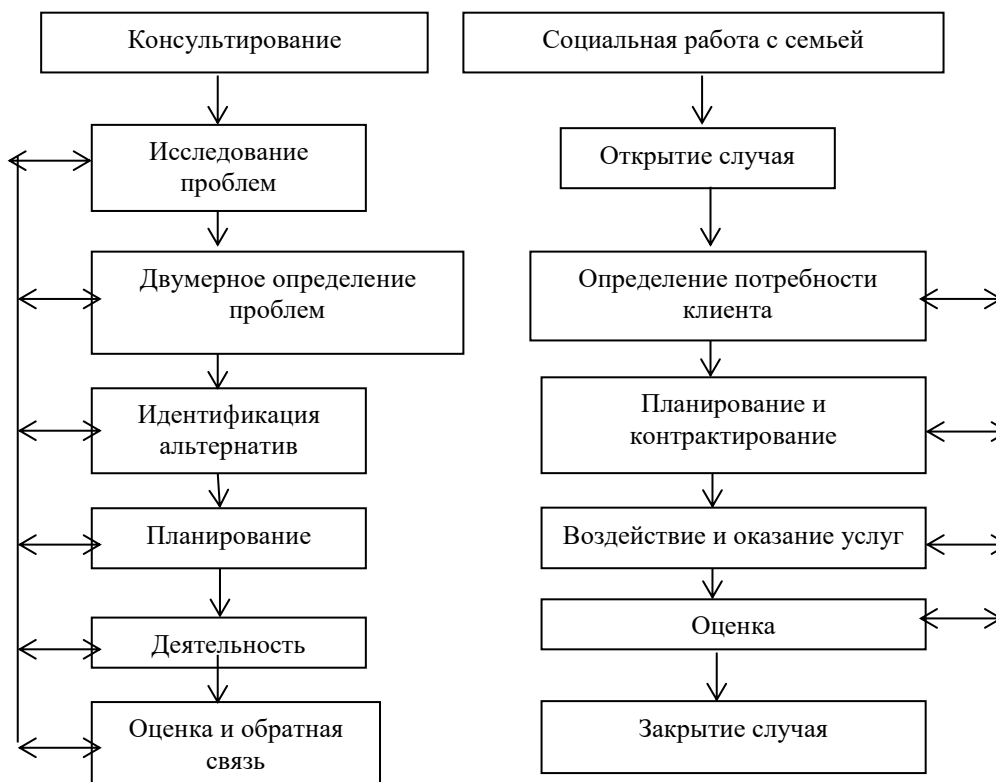 Консультирование
Исследование
проблем
Двумерное определение
проблем
Идентификация
альтернатив
Планирование
Деятельность
Оценка и обратная
связь
Социальная работа с семьей
Открытие случая
Определение потребности
клиента
Планирование и
контрактирование
Воздействие и оказание услуг
Оценка
Закрытие случая